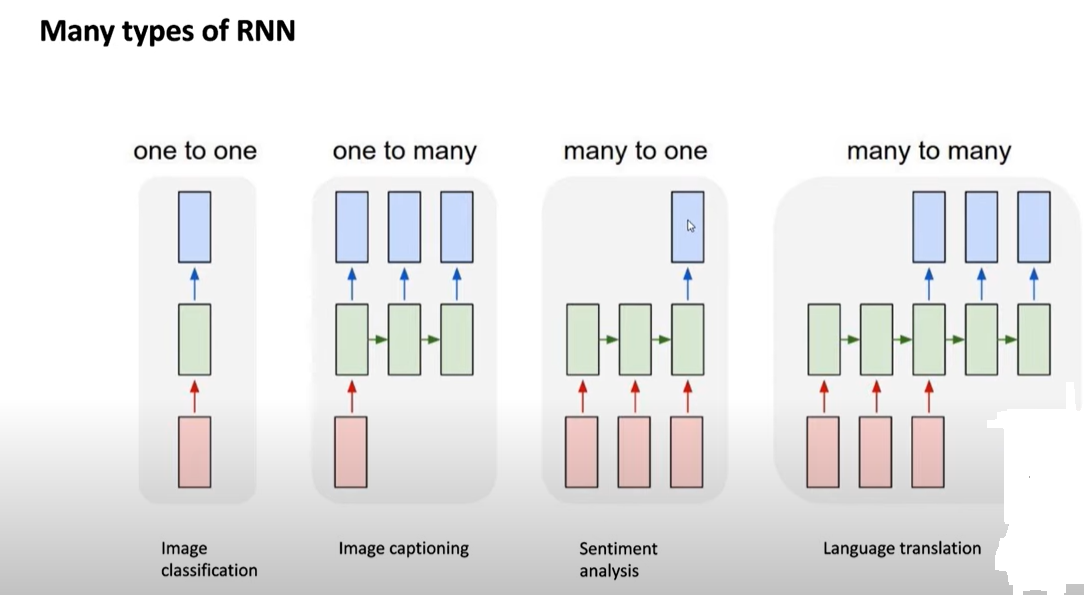 Many types of RNN
one to one
one to many
many to one
many to many
Image
classification
Image captioning
Sentiment
analysis
Language translation